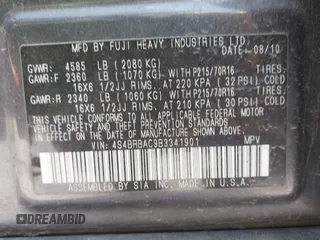 MFD. BY FUJI HEAVY INDUSTRIES LTD.
DATE: 08/10
GVWR: 4585 LB (2080 KG)
GAWR: F 2360 LB (1070 KG) WITH P215/70R16 TIRES,
16X6 1/2JJ RIMS, AT 220 KPA (32 PSI) COLD
GAWR: R 2340 LB (1060 KG) WITH P215/70R16 TIRES,
16X6 1/2JJ RIMS, AT 210 KPA (30 PSI) COLD
THIS VEHICLE CONFORMS TO ALL APPLICABLE FEDERAL
MOTOR VEHICLE SAFETY AND THEFT PREVENTION
STANDARDS IN EFFECT ON THE DATE OF MANUFACTURE
SHOWN ABOVE.
VIN: 4S4BRBAC9B3341901 MPV
ASSEMBLED BY SIA INC. MADE IN U.S.A.
DREAMBID